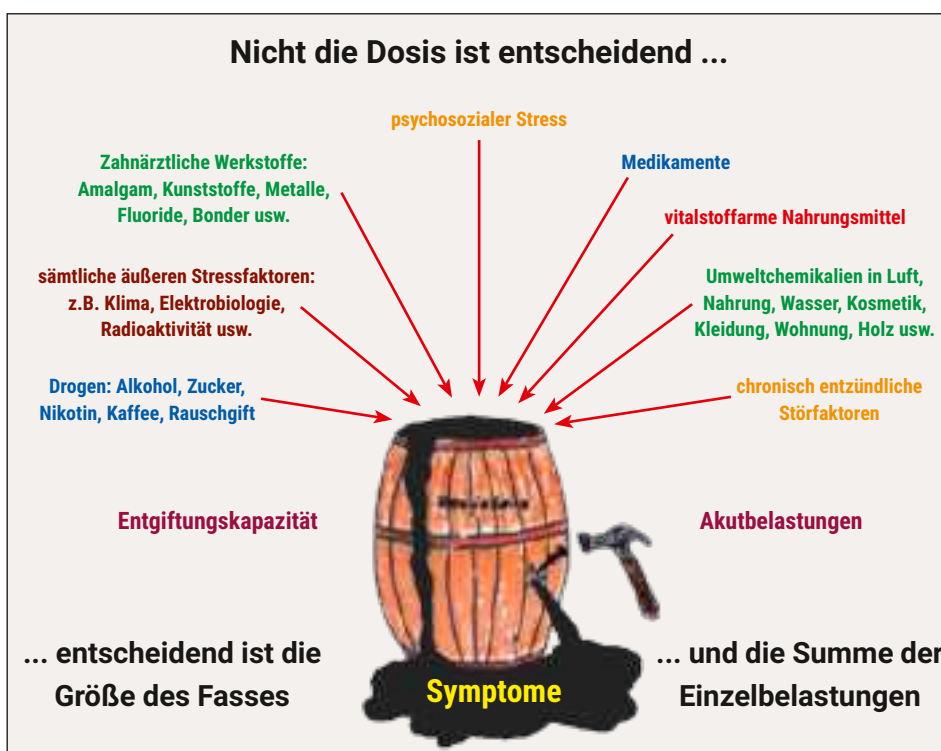 Nicht die Dosis ist entscheidend ...
psychosozialer Stress
Zahnärztliche Werkstoffe:
Amalgam, Kunststoffe, Metalle,
Fluoride, Bonder usw.
Medikamente
vitalstoffarme Nahrungsmittel
sämtliche äußeren Stressfaktoren:
z.B. Klima, Elektrobiologie,
Radioaktivität usw.
Umweltchemikalien in Luft,
Nahrung, Wasser, Kosmetik,
Kleidung, Wohnung, Holz usw.
Drogen: Alkohol, Zucker,
Nikotin, Kaffee, Rauschgift
chronisch entzündliche
Störfaktoren
Entgiftungskapazität
Akutbelastungen
... entscheidend ist die
Größe des Fasses
Symptome
... und die Summe der
Einzelbelastungen